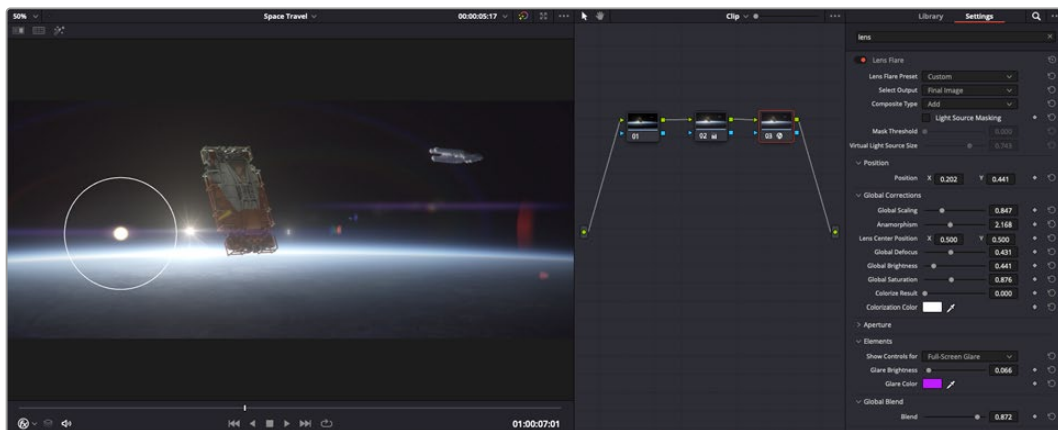 50%
Space Travel
00:00:05:17
Clip
Library
Settings
lens
Lens Flare
Lens Flare Preset Custom
Select Output Final Image
Composite Type Add
Light Source Masking
Mask Threshold 0.000
Virtual Light Source Size 0.743
Position
Position X 0.202 Y 0.441
Global Corrections
Global Scaling 0.847
Anamorphism 2.168
Lens Center Position X 0.500 Y 0.500
Global Defocus 0.431
Global Brightness 0.441
Global Saturation 0.876
Colorize Result 0.000
Colorization Color
Aperture
Elements
Show Controls for Full-Screen Glare
Glare Brightness 0.066
Glare Color
Global Blend
Blend 0.872
01
02
03
01:00:07:01